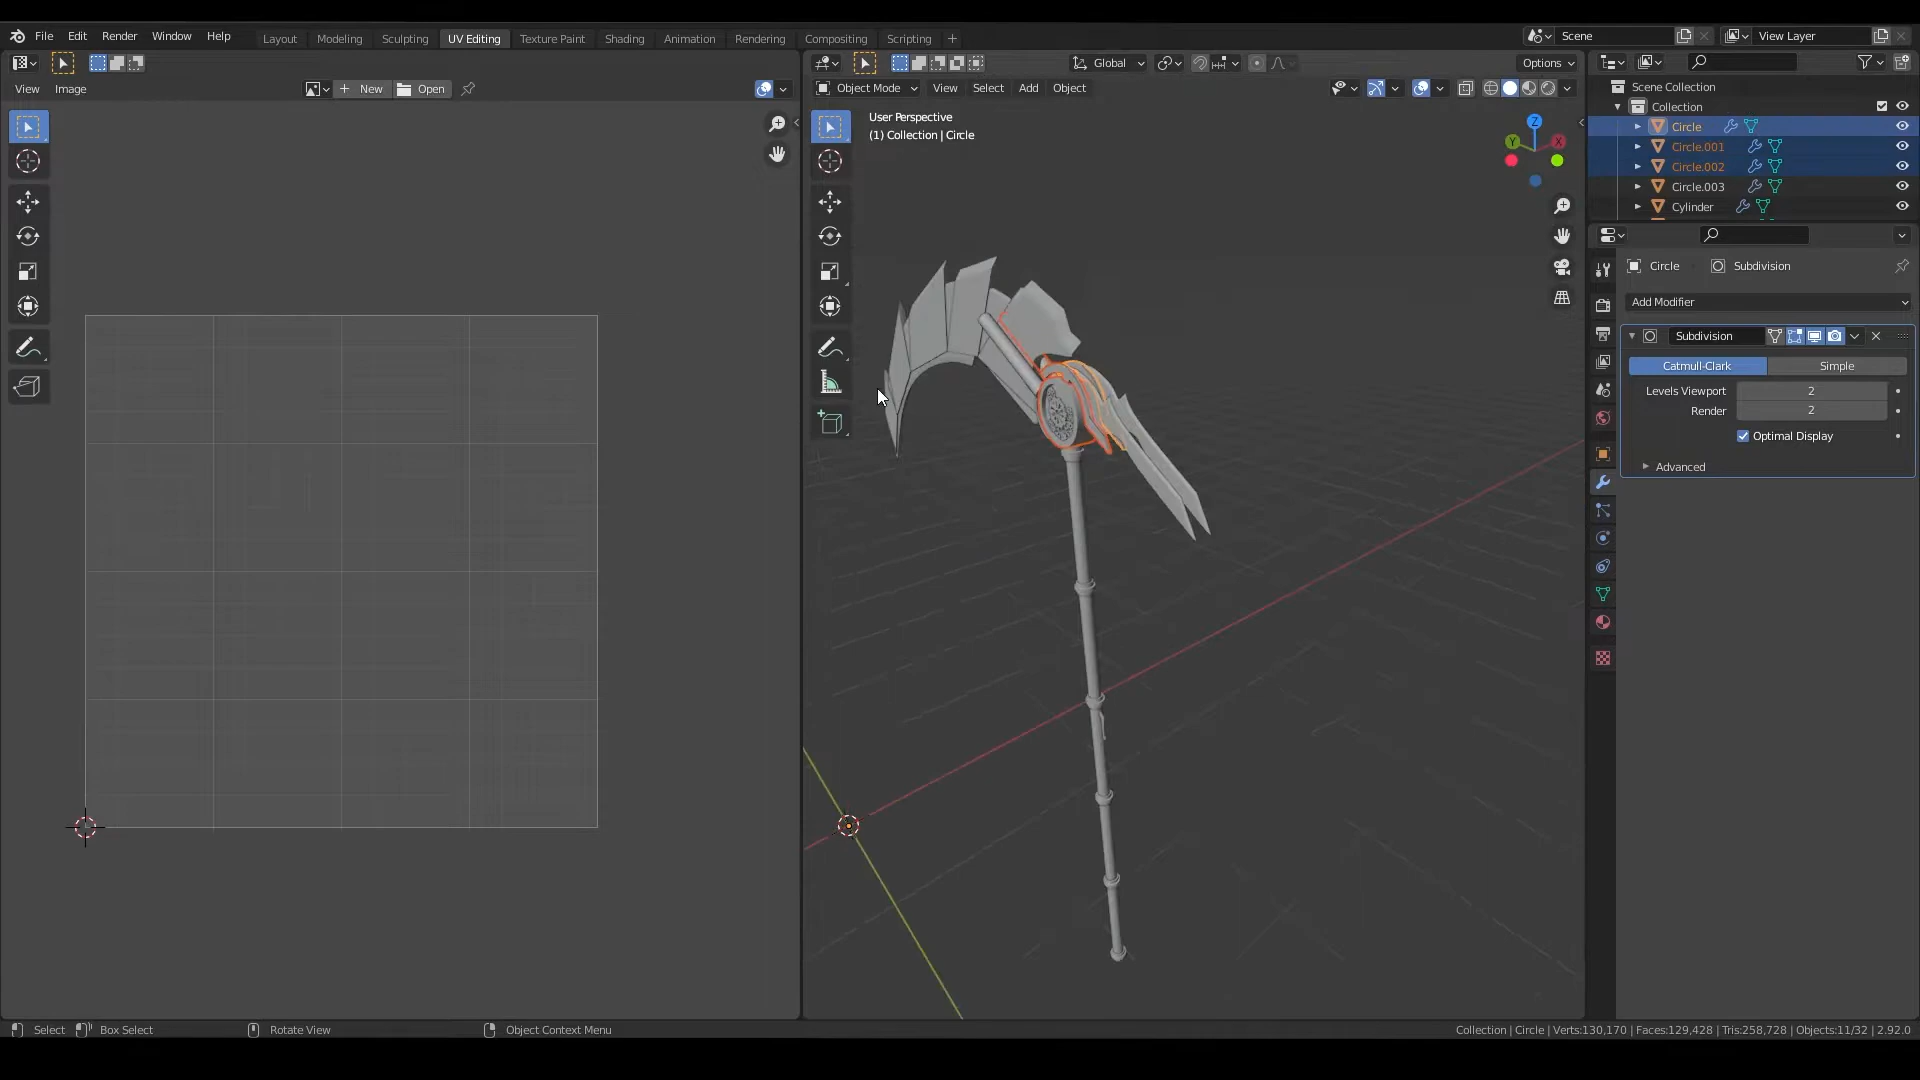 File Edit Render Window Help Layout Modeling Sculpting UV Editing Texture Paint Shading Animation Rendering Compositing Scripting + Scene View Layer
Global Options
View Image + New Open Object Mode View Select Add Object
Scene Collection
Collection
Circle
Circle.001
Circle.002
Circle.003
Cylinder
User Perspective
(1) Collection | Circle
Z
Y
X
Circle Subdivision
Add Modifier
Subdivision
Catmull-Clark Simple
Levels Viewport 2
Render 2
Optimal Display
Advanced
Select Box Select Rotate View Object Context Menu Collection | Circle | Verts:130,170 | Faces:129,428 | Tris:258,728 | Objects:11/32 | 2.92.0